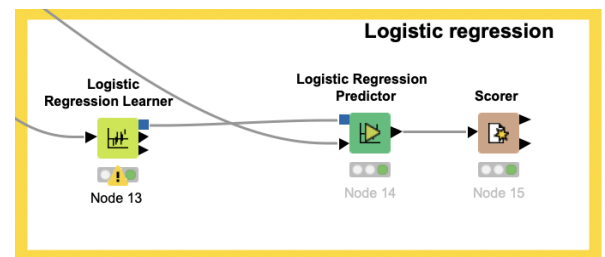 Logistic regression
Logistic
Regression Learner
Node 13
Logistic Regression
Predictor
Node 14
Scorer
Node 15